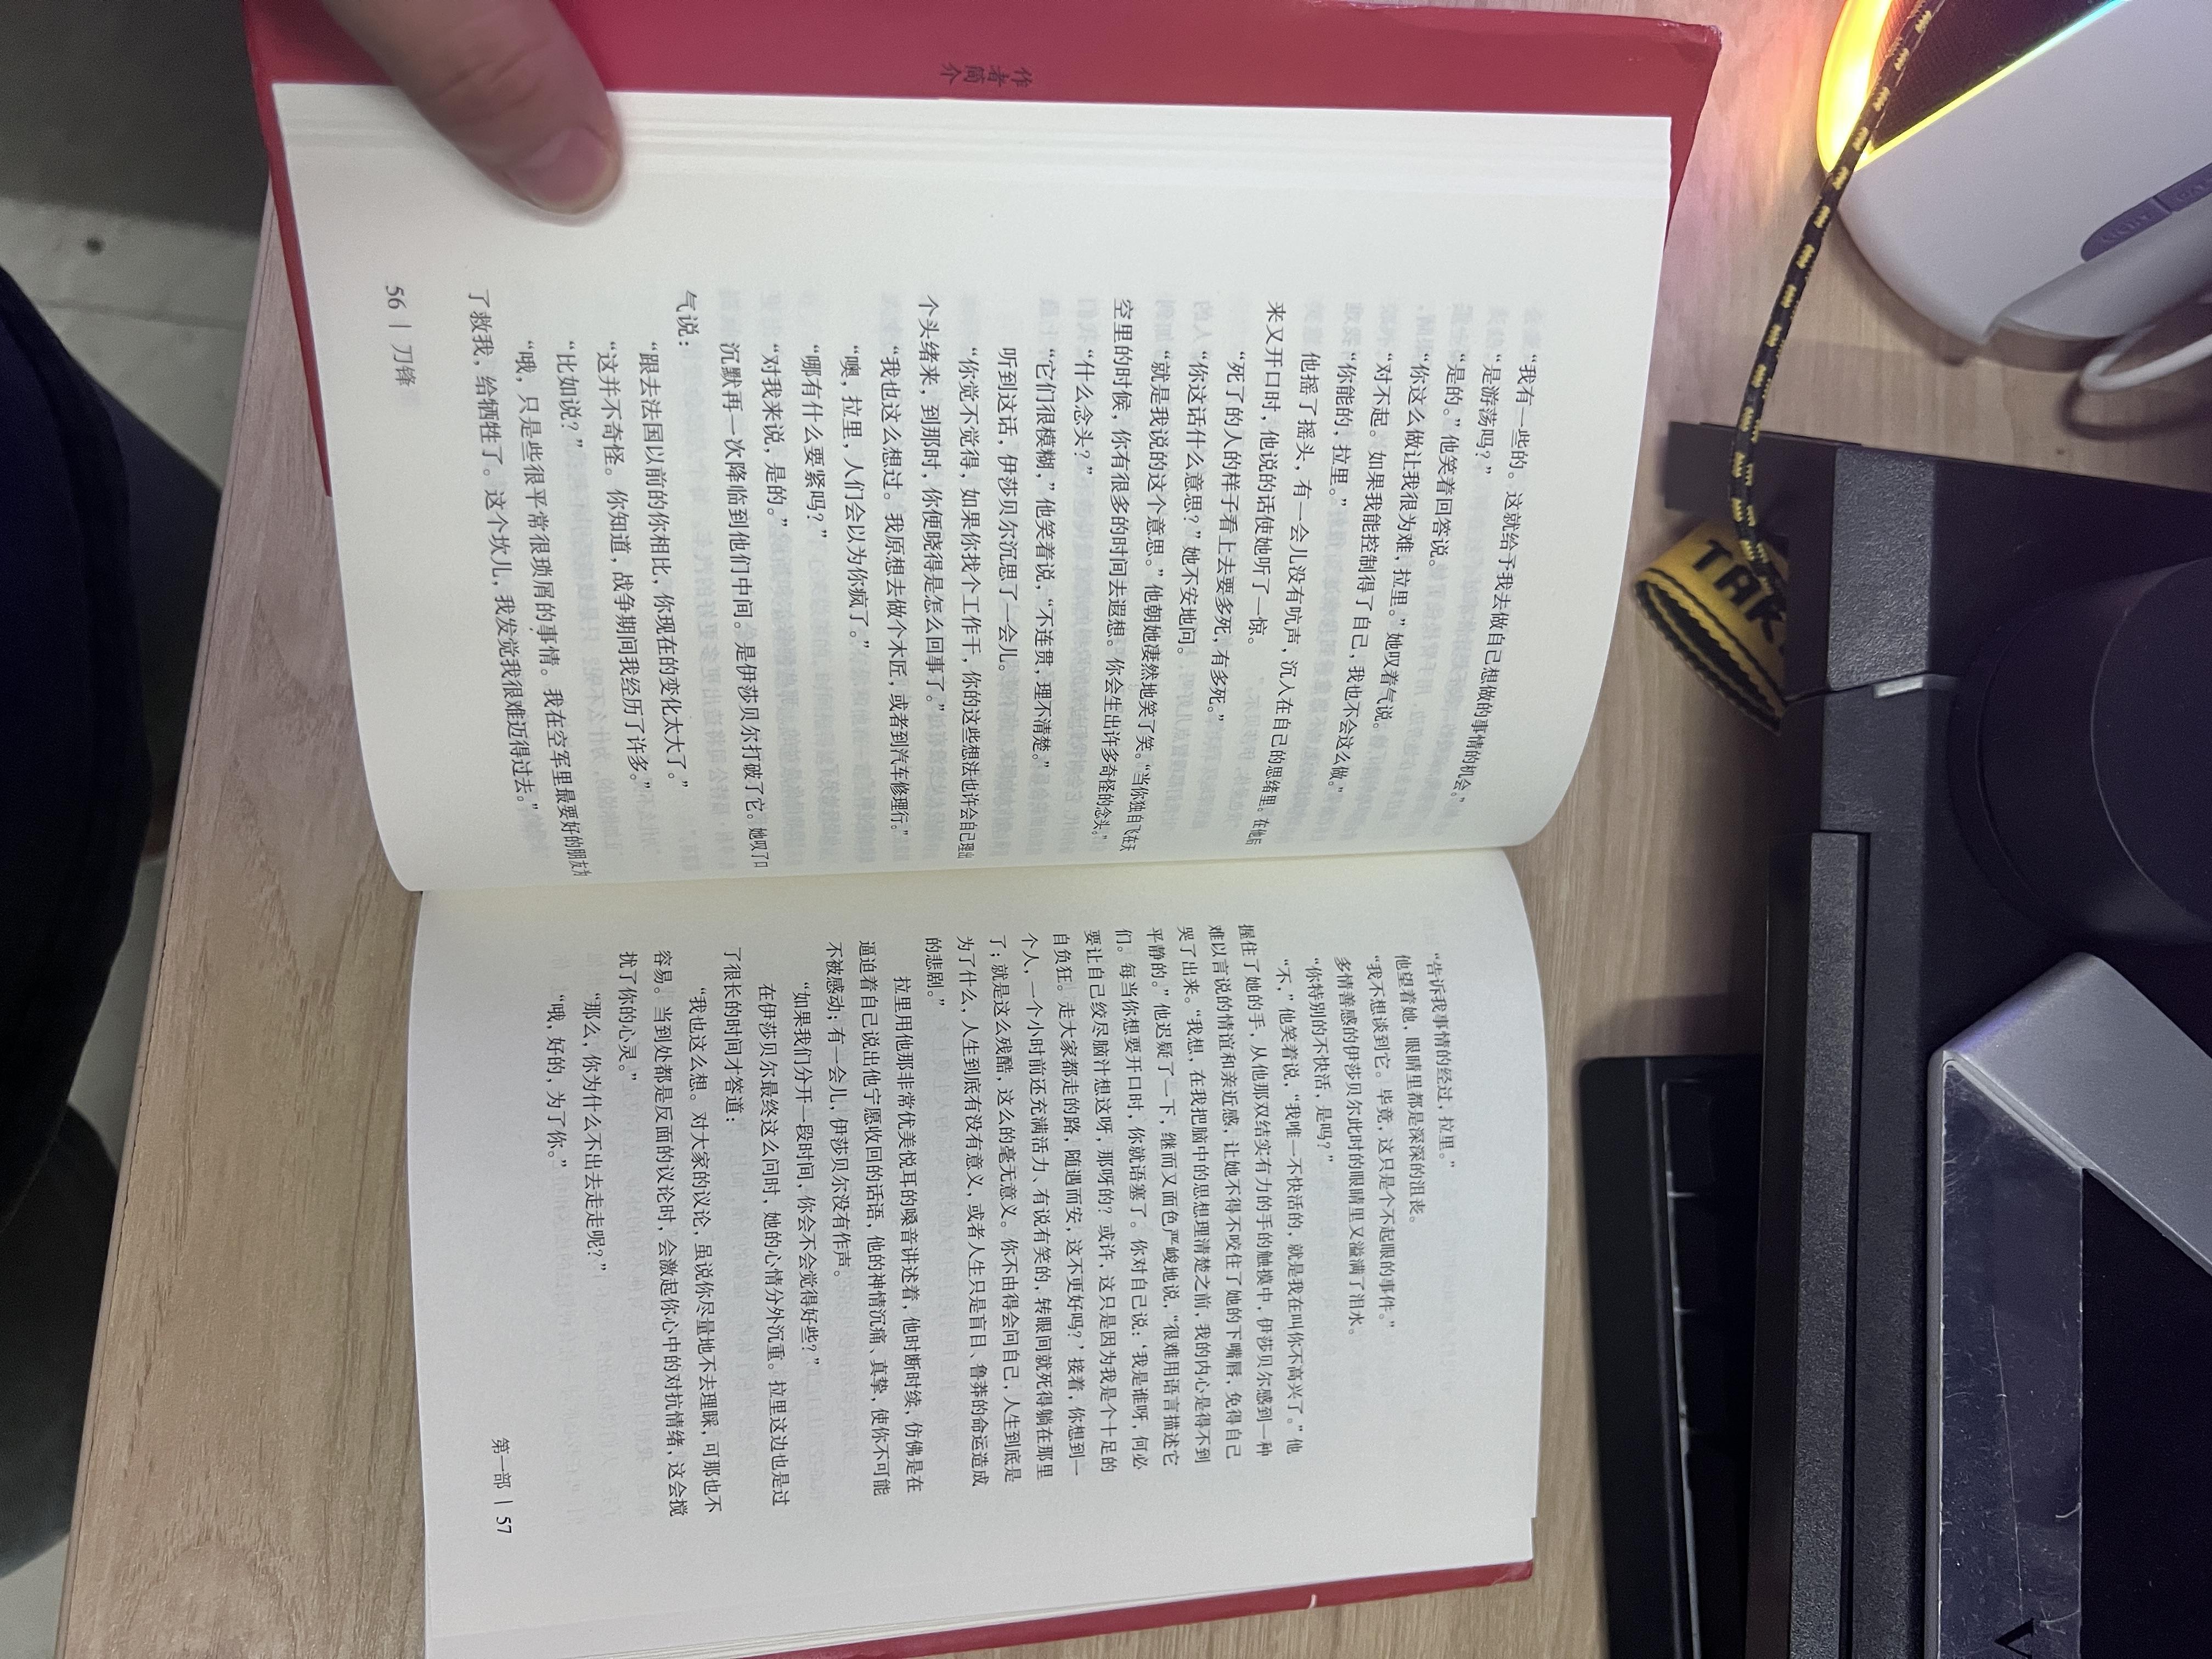 作者简介
“我有一些的。这就给予我去做自己想做的事情的机会。”
“是游荡吗？”
“是的。”他笑着回答说。
“你这么做让我很为难，拉里。”她叹着气说。
“对不起。如果我能控制得了自己，我也不会这么做。”
“你能的，拉里。”
他摇了摇头，有一会儿没有吭声，沉入在自己的思绪里。在他后
来又开口时，他说的话使她听了一惊。
“死了的人的样子看上去要多死，有多死。”
“你这话什么意思？”她不安地问。
“就是我说的这个意思。”他朝她凄然地笑了笑。“当你独自飞在天
空里的时候，你有很多的时间去遐想。你会生出许多奇怪的念头。”
“什么念头？”
“它们很模糊，”他笑着说，“不连贯，理不清楚。”
听到这话，伊莎贝尔沉思了一会儿。
“你觉不觉得，如果你找个工作干，你的这些想法也许会自己理出
个头绪来，到那时，你便晓得是怎么回事了。”
“我也这么想过。我原想去做个木匠，或者到汽车修理行。”
“噢，拉里，人们会以为你疯了。”
“哪有什么要紧吗？”
“对我来说，是的。”
沉默再一次降临到他们中间。是伊莎贝尔打破了它。她叹了口
气说：
“跟去法国以前的你相比，你现在的变化太大了。”
“这并不奇怪。你知道，战争期间我经历了许多。”
“比如说？”
“哦，只是些很平常很琐屑的事情。我在空军里最要好的朋友为
了救我，给牺牲了。这个坎儿，我发觉我很难迈得过去。”
56 | 刀锋
“告诉我事情的经过，拉里。”
他望着她，眼睛里都是深深的沮丧。
“我不想谈到它。毕竟，这只是个不起眼的事件。”
多情善感的伊莎贝尔此时的眼睛里又溢满了泪水。
“你特别的不快活，是吗？”
“不，”他笑着说，“我唯一不快活的，就是我在叫你不高兴了。”他
握住了她的手，从他那双结实有力的手的触摸中，伊莎贝尔感到一种
难以言说的情谊和亲近感，让她不得不咬住了她的下嘴唇，免得自己
哭了出来。“我想，在我把脑中的思想理清楚之前，我的内心是得不到
平静的。”他迟疑了一下，继而又面色严峻地说，“很难用语言描述它
们。每当你想要开口时，你就语塞了。你对自己说：‘我是谁呀，何必
要让自己绞尽脑汁想这呀，那呀的？或许，这只是因为我是个十足的
自负狂。走大家都走的路，随遇而安，这不更好吗？’接着，你想到一
个人，一个小时前还充满活力、有说有笑的，转眼间就死得躺在那里
了；就是这么残酷，这么的毫无意义。你不由得会问自己，人生到底是
为了什么，人生到底有没有意义，或者人生只是盲目、鲁莽的命运造成
的悲剧。”
拉里用他那非常优美悦耳的嗓音讲述着，他时断时续，仿佛是在
逼迫着自己说出他宁愿收回的话语，他的神情沉痛、真挚，使你不可能
不被感动；有一会儿，伊莎贝尔没有作声。
“如果我们分开一段时间，你会不会觉得好些？”
在伊莎贝尔最终这么问时，她的心情分外沉重。拉里这边也是过
了很长的时间才答道：
“我也这么想。对大家的议论，虽说你尽量地不去理睬，可那也不
容易。当到处都是反面的议论时，会激起你心中的对抗情绪，这会搅
扰了你的心灵。”
“那么，你为什么不出去走走呢？”
“哦，好的，为了你。”
第一部 | 57